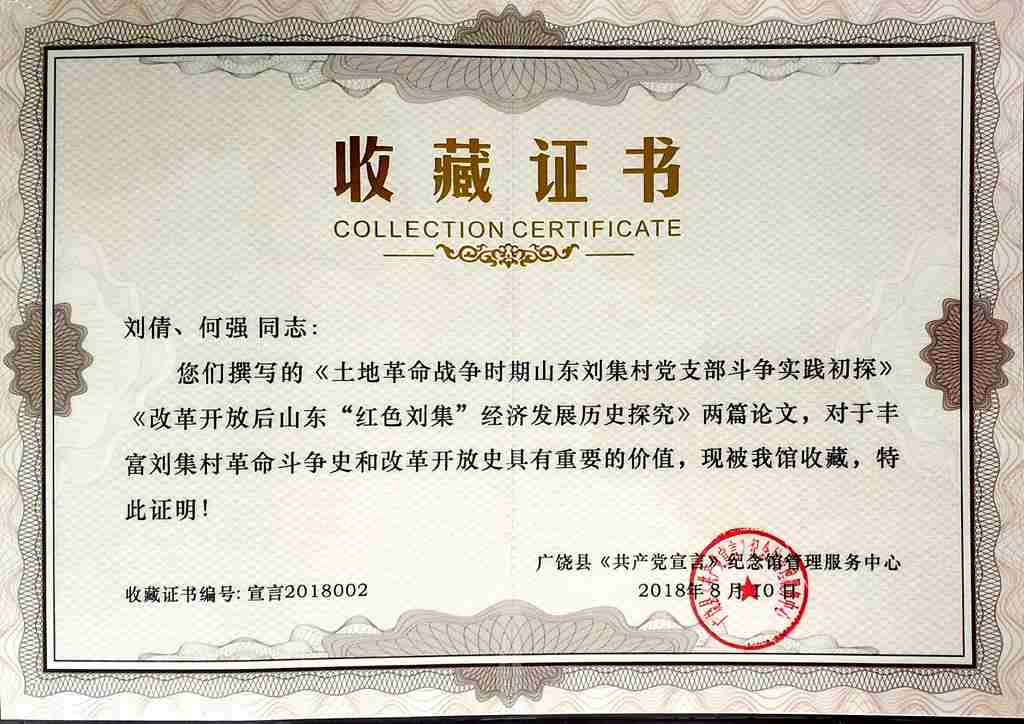 收藏证书
COLLECTION CERTIFICATE
刘倩、何强 同志:
您们撰写的《土地革命战争时期山东刘集村党支部斗争实践初探》
《改革开放后山东“红色刘集”经济发展历史探究》两篇论文，对于丰
富刘集村革命斗争史和改革开放史具有重要的价值，现被我馆收藏，特
此证明!
广饶县《共产党宣言》纪念馆管理服务中心
收藏证书编号: 宣言2018002
2018年 8 月 10 日